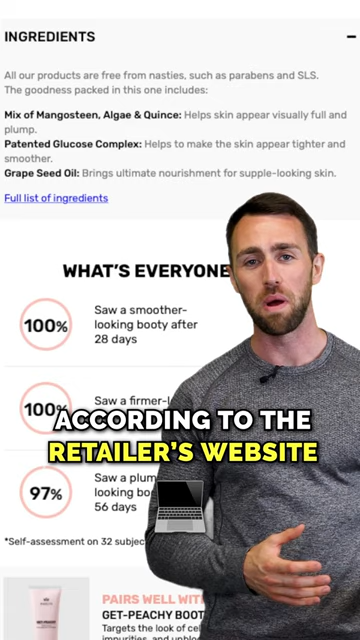 INGREDIENTS
All our products are free from nasties, such as parabens and SLS.
The goodness packed in this one includes:
Mix of Mangosteen, Algae & Quince: Helps skin appear visually full and
plump.
Patented Glucose Complex: Helps to make the skin appear tighter and
smoother.
Grape Seed Oil: Brings ultimate nourishment for supple-looking skin.
Full list of ingredients
WHAT'S EVERYONE
100%
Saw a smoother-
looking booty after
28 days
100%
Saw a firmer-
ACCORDING TO THE
RETAILER'S WEBSITE
97%
Saw a plum
looking boo
56 days
*Self-assessment on 32 subject
PAIRS WELL WIT
GET-PEACHY BOOT
Targets the look of cel
impurities, and unblo